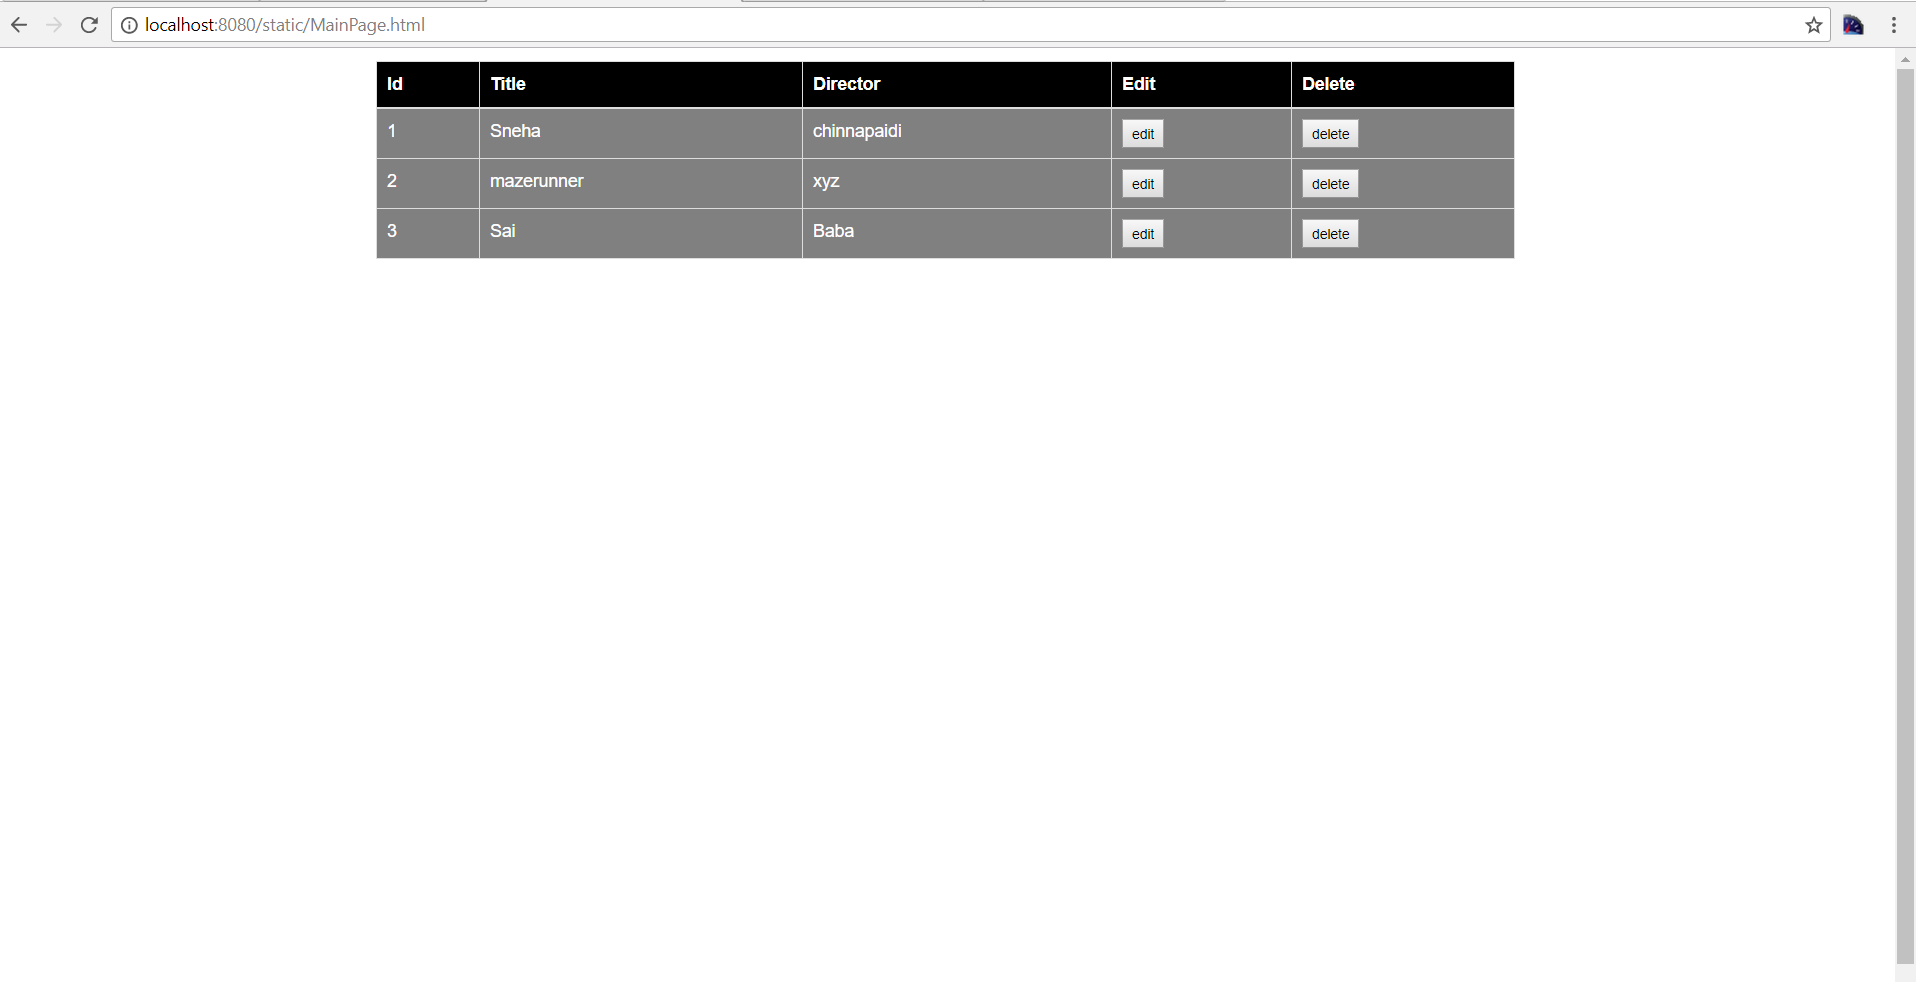 localhost:8080/static/MainPage.html
Id Title Director Edit Delete
1 Sneha chinnapaidi edit delete
2 mazerunner xyz edit delete
3 Sai Baba edit delete